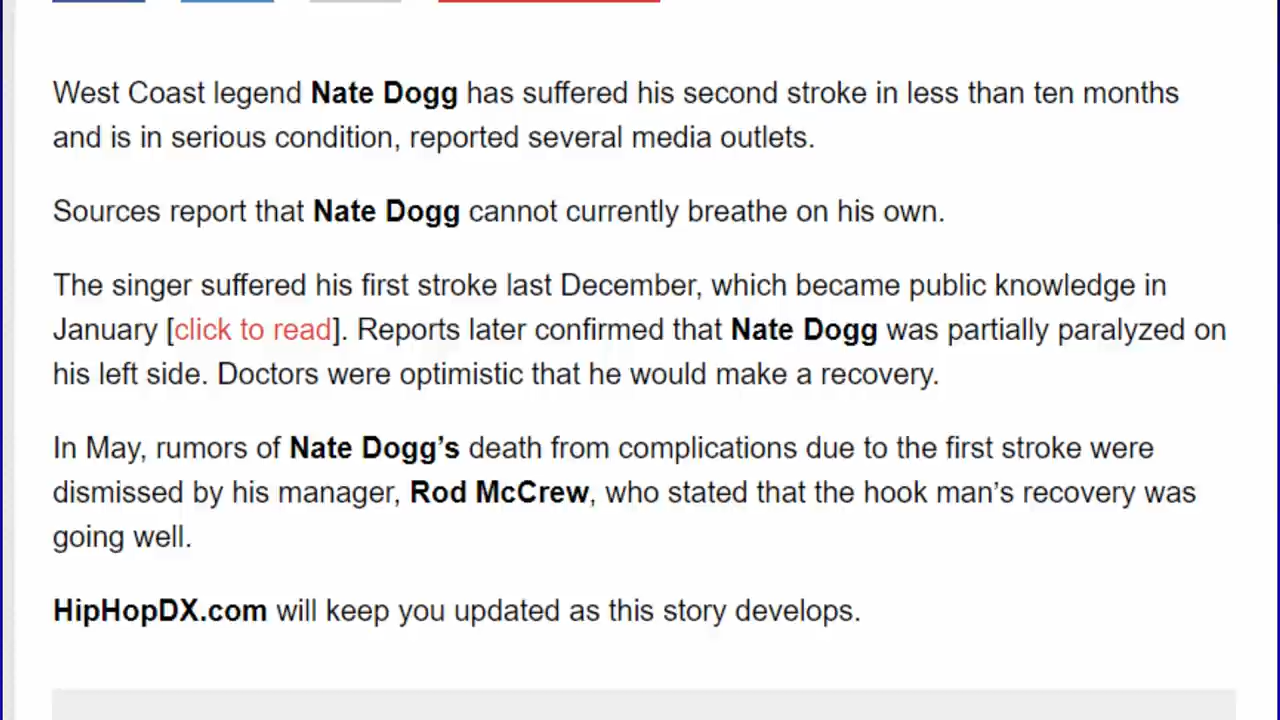 West Coast legend Nate Dogg has suffered his second stroke in less than ten months
and is in serious condition, reported several media outlets.
Sources report that Nate Dogg cannot currently breathe on his own.
The singer suffered his first stroke last December, which became public knowledge in
January [click to read]. Reports later confirmed that Nate Dogg was partially paralyzed on
his left side. Doctors were optimistic that he would make a recovery.
In May, rumors of Nate Dogg’s death from complications due to the first stroke were
dismissed by his manager, Rod McCrew, who stated that the hook man’s recovery was
going well.
HipHopDX.com will keep you updated as this story develops.